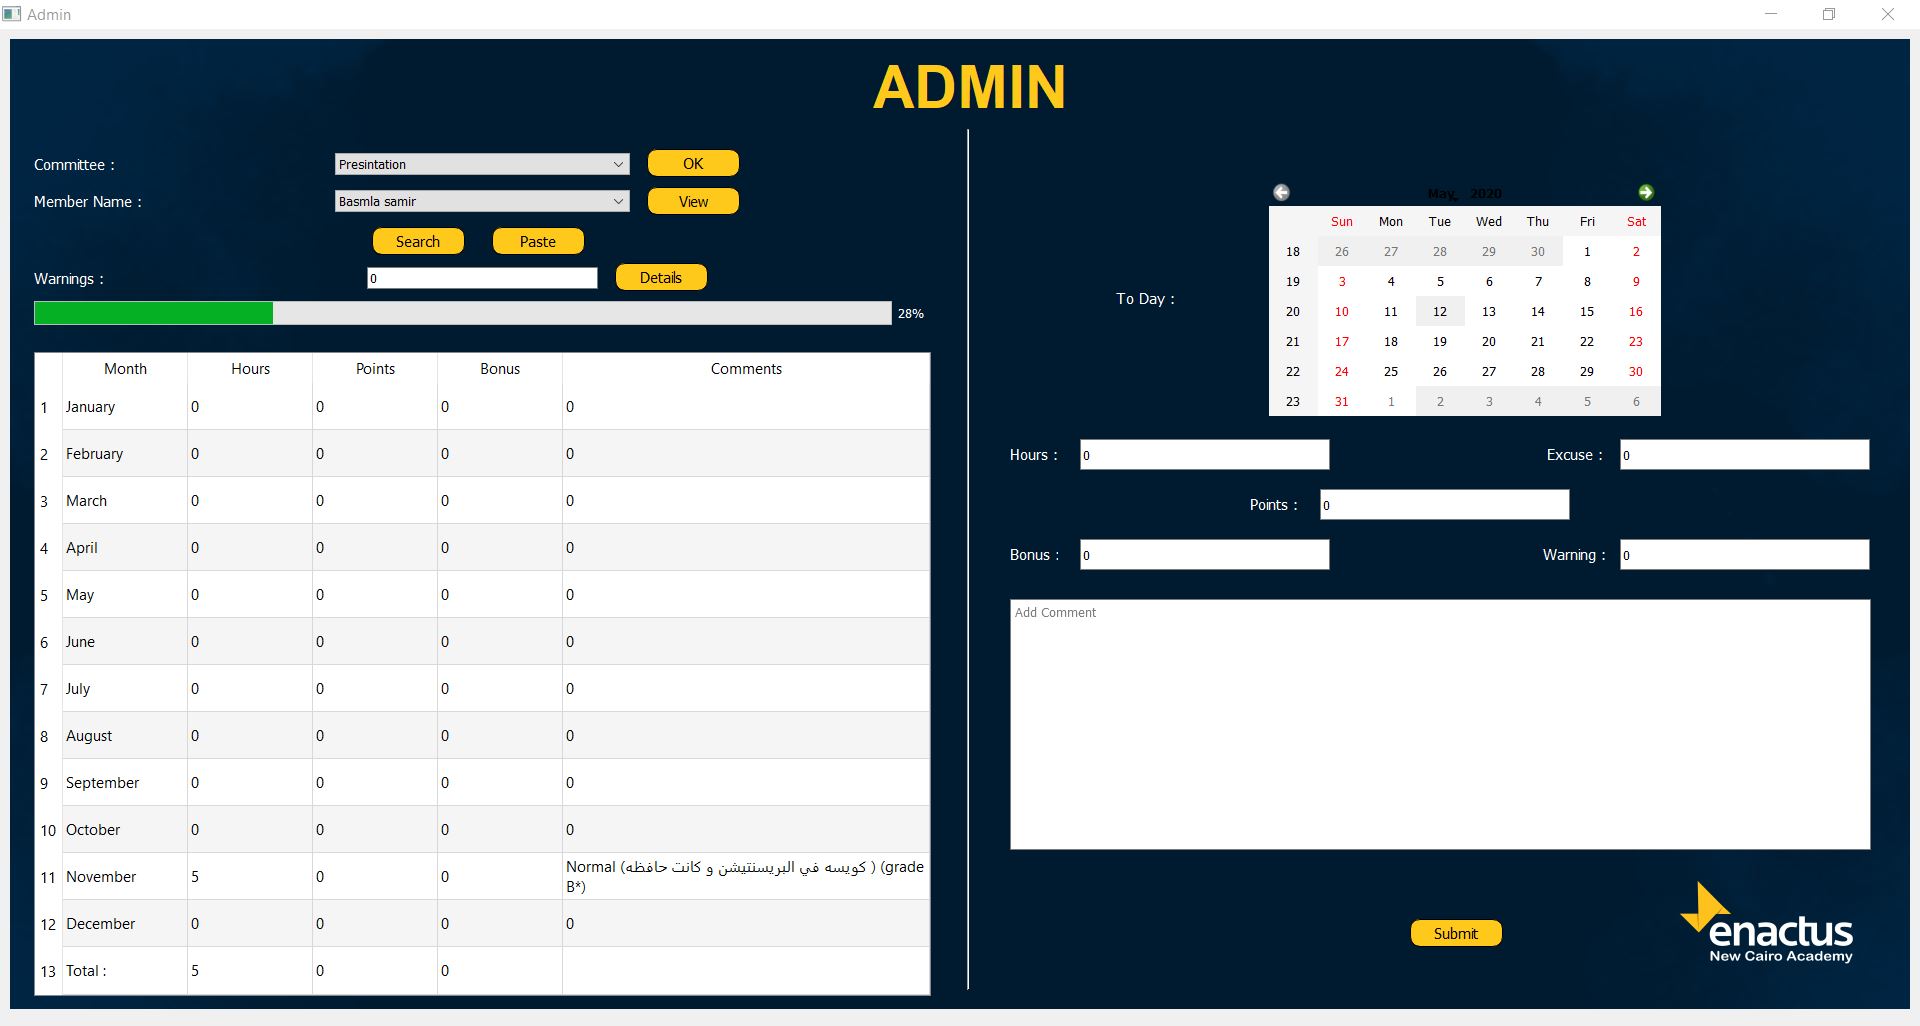 Admin
ADMIN
Committee :
Presintation
OK
Member Name :
Basmla samir
View
Search
Paste
Warnings :
0
Details
28%
Month Hours Points Bonus Comments
1 January 0 0 0 0
2 February 0 0 0 0
3 March 0 0 0 0
4 April 0 0 0 0
5 May 0 0 0 0
6 June 0 0 0 0
7 July 0 0 0 0
8 August 0 0 0 0
9 September 0 0 0 0
10 October 0 0 0 0
11 November 5 0 0 Normal (كويسه في البريسنتيشن و كانت حافظه ) (grade
B*)
12 December 0 0 0 0
13 Total : 5 0 0
To Day :
May, 2020
Sun Mon Tue Wed Thu Fri Sat
18 26 27 28 29 30 1 2
19 3 4 5 6 7 8 9
20 10 11 12 13 14 15 16
21 17 18 19 20 21 22 23
22 24 25 26 27 28 29 30
23 31 1 2 3 4 5 6
Hours : 0
Excuse : 0
Points : 0
Bonus : 0
Warning : 0
Add Comment
Submit
enactus
New Cairo Academy